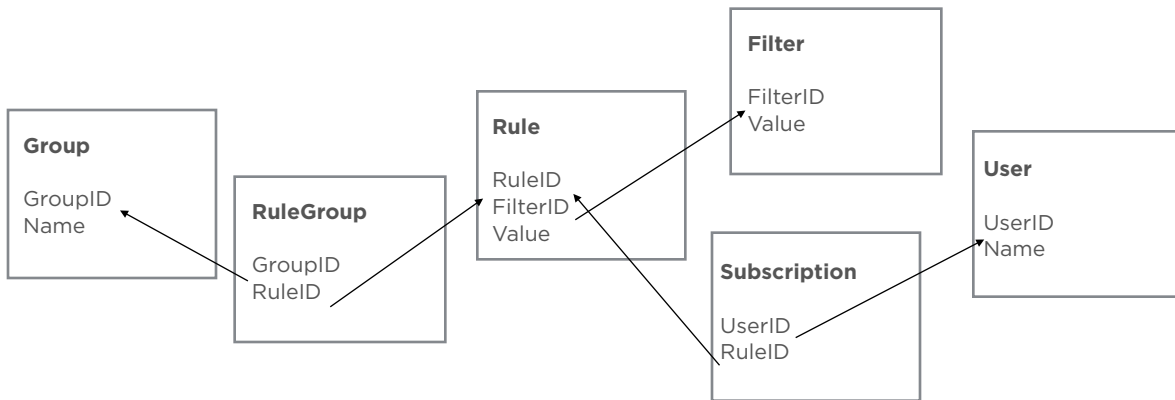 Group
GroupID
Name
RuleGroup
GroupID
RuleID
Rule
RuleID
FilterID
Value
Filter
FilterID
Value
Subscription
UserID
RuleID
User
UserID
Name